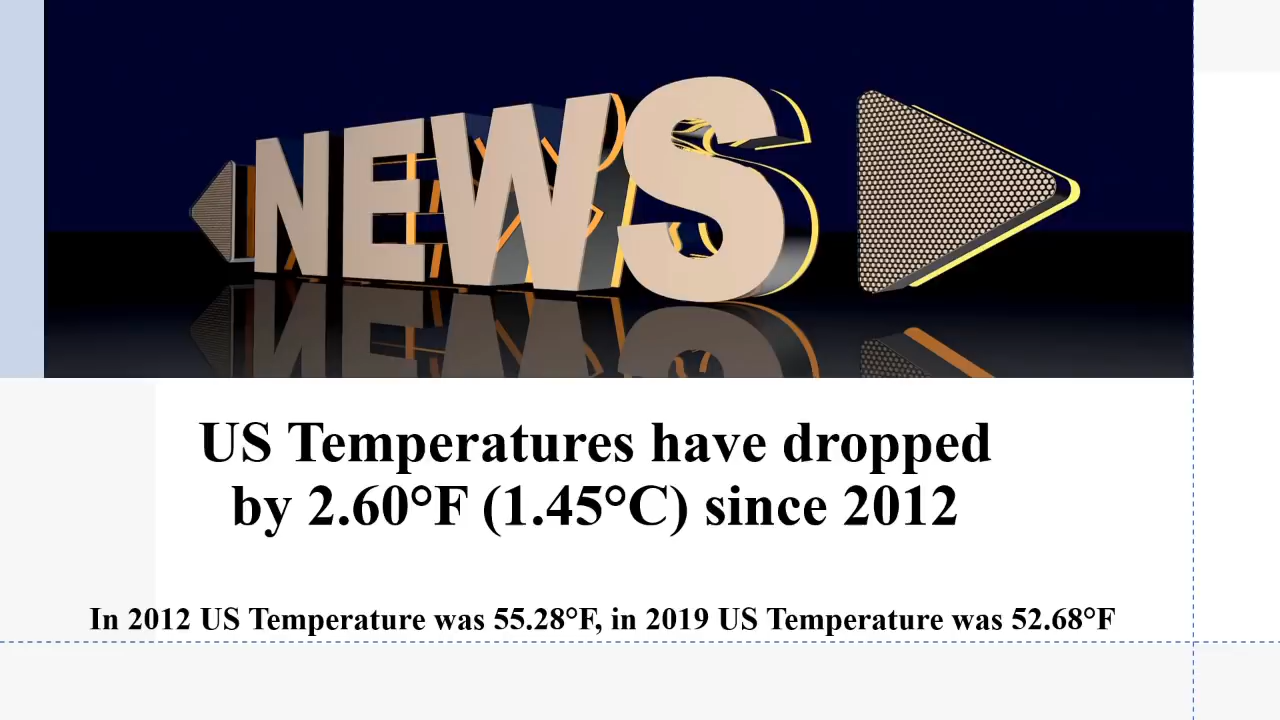 NEWS
US Temperatures have dropped
by 2.60°F (1.45°C) since 2012
In 2012 US Temperature was 55.28°F, in 2019 US Temperature was 52.68°F